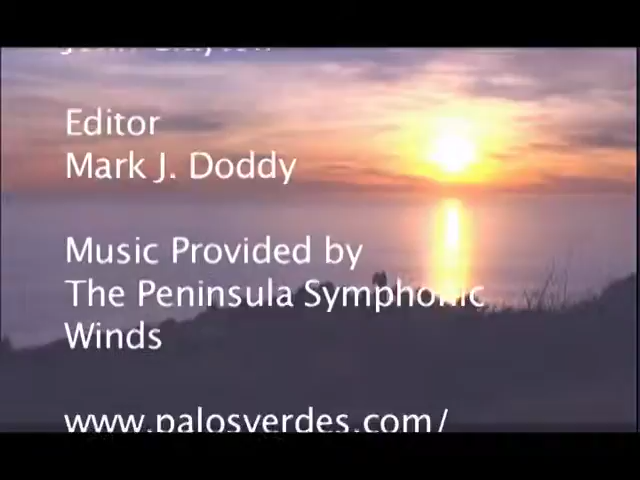 Editor
Mark J. Doddy
Music Provided by
The Peninsula Symphonic
Winds
www.palosverdes.com/